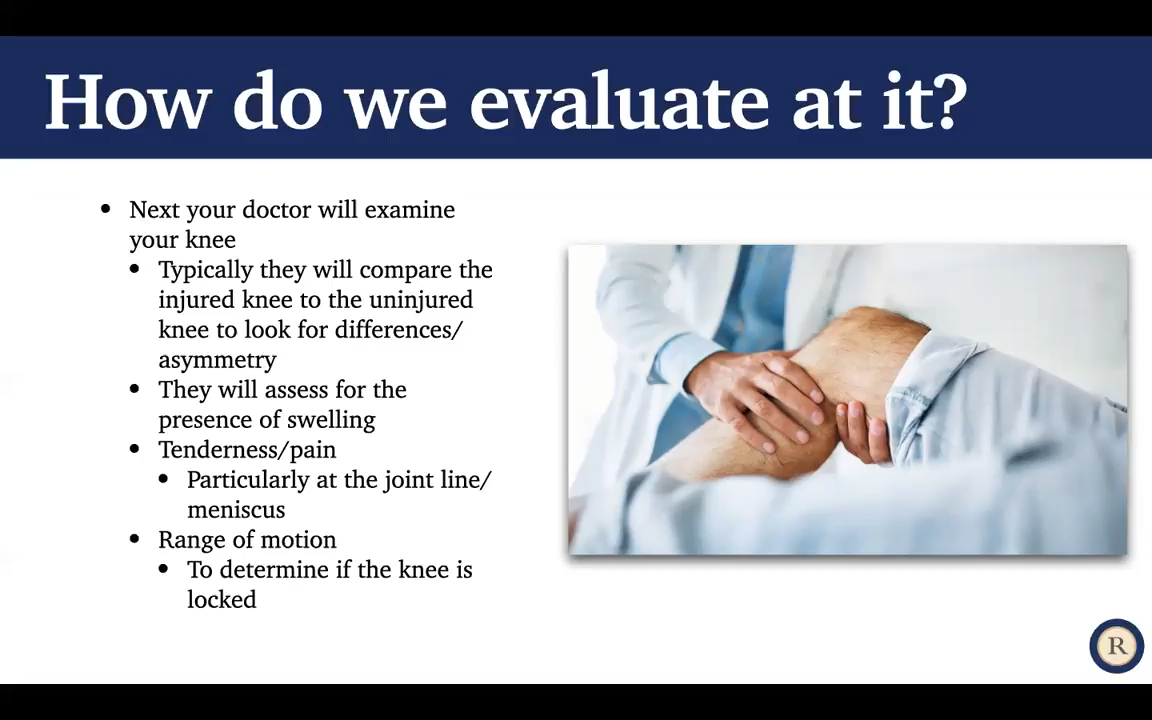 How do we evaluate at it?
• Next your doctor will examine
your knee
• Typically they will compare the
injured knee to the uninjured
knee to look for differences/
asymmetry
• They will assess for the
presence of swelling
• Tenderness/pain
• Particularly at the joint line/
meniscus
• Range of motion
• To determine if the knee is
locked
R